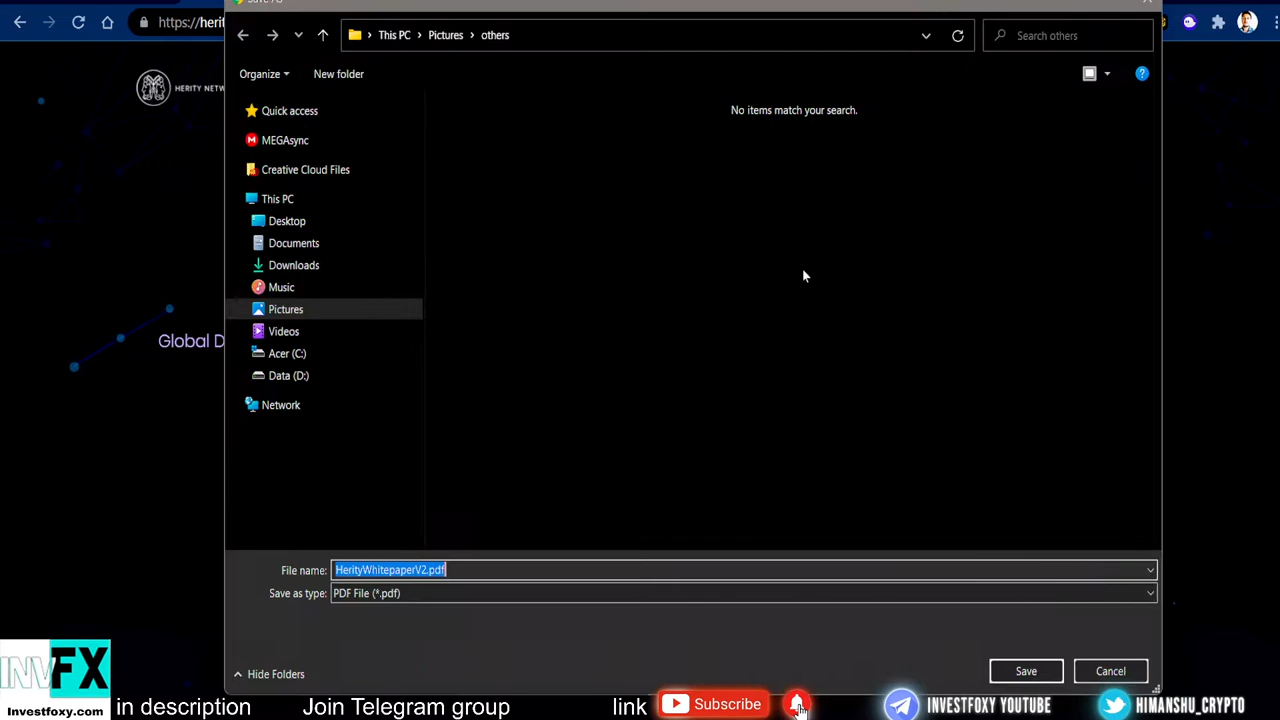 https://herit
This PC > Pictures > others
Search others
HERITY NETW
Organize
New folder
Quick access
No items match your search.
MEGAsync
Creative Cloud Files
This PC
Desktop
Documents
Downloads
Music
Pictures
Videos
Global D
Acer (C:)
Data (D:)
Network
File name: HerityWhitepaperV2.pdf
Save as type: PDF File (*.pdf)
Hide Folders
Save
Cancel
INVFX
Investfoxy.com
in description Join Telegram group link
Subscribe
INVESTFOXY YOUTUBE
HIMANSHU_CRYPTO